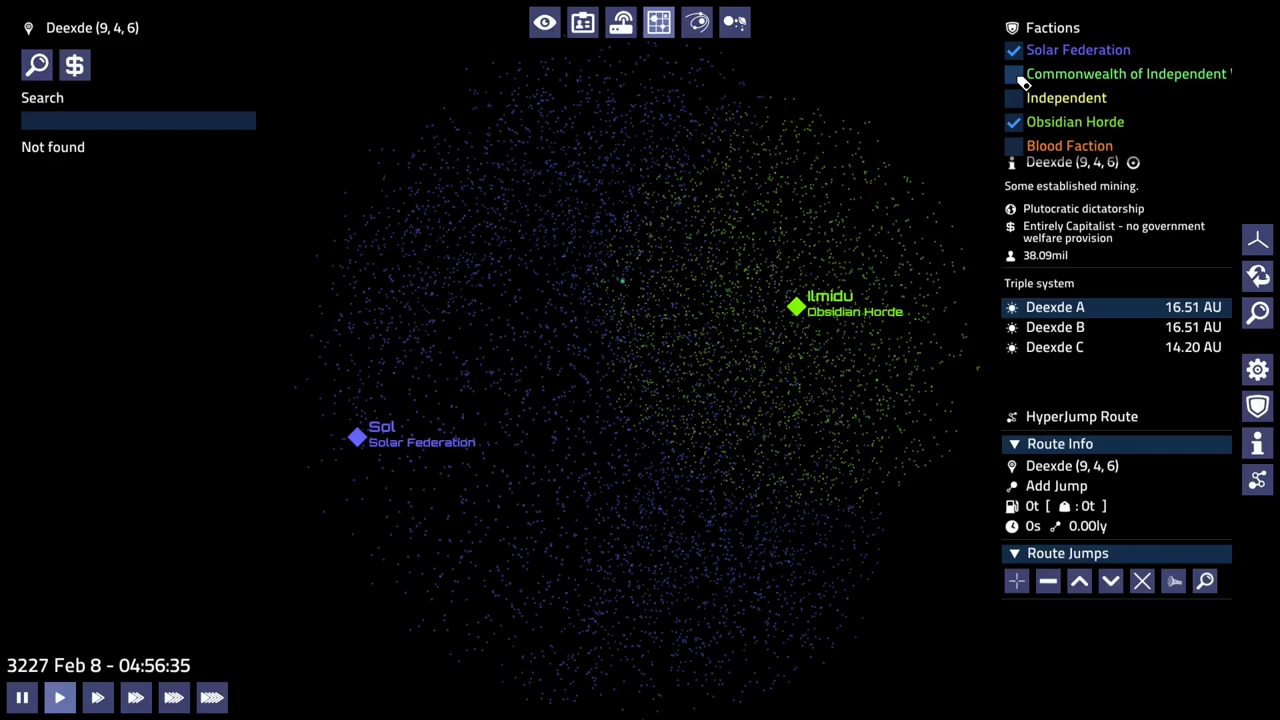 Deexde (9, 4, 6)
Search
Not found
Ilmidu
Obsidian Horde
Sol
Solar Federation
3227 Feb 8 - 04:56:35
Factions
Solar Federation
Commonwealth of Independent
Independent
Obsidian Horde
Blood Faction
Deexde (9, 4, 6)
Some established mining.
Plutocratic dictatorship
Entirely Capitalist - no government
welfare provision
38.09mil
Triple system
Deexde A 16.51 AU
Deexde B 16.51 AU
Deexde C 14.20 AU
HyperJump Route
Route Info
Deexde (9, 4, 6)
Add Jump
0t [ : 0t ]
0s 0.00ly
Route Jumps